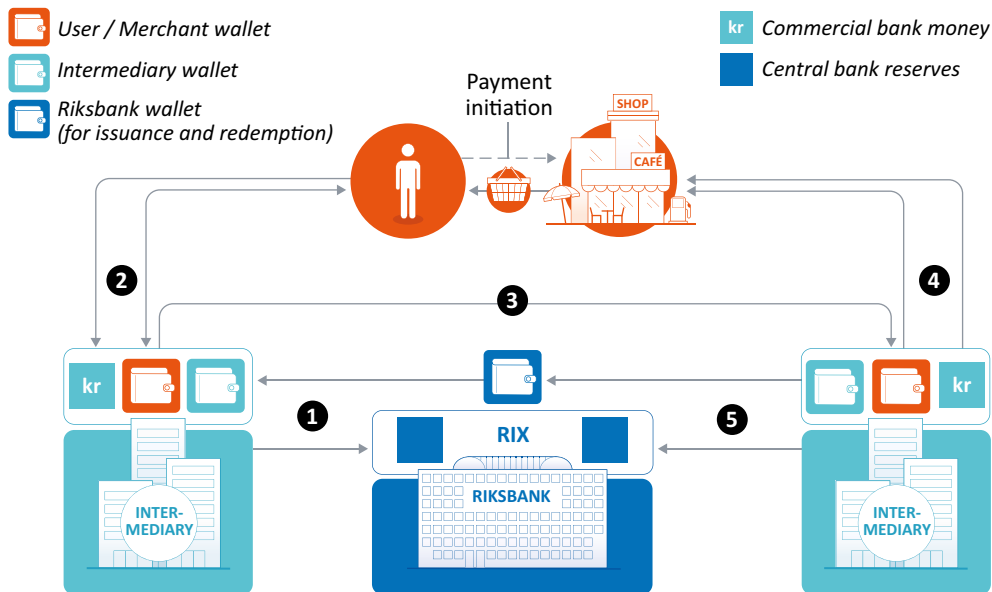 User / Merchant wallet
Intermediary wallet
Riksbank wallet
(for issuance and redemption)
kr
Commercial bank money
Central bank reserves
Payment
initiation
SHOP
CAFÉ
2
3
4
kr
kr
1
RIX
5
RIKSBANK
INTER-
MEDIARY
INTER-
MEDIARY